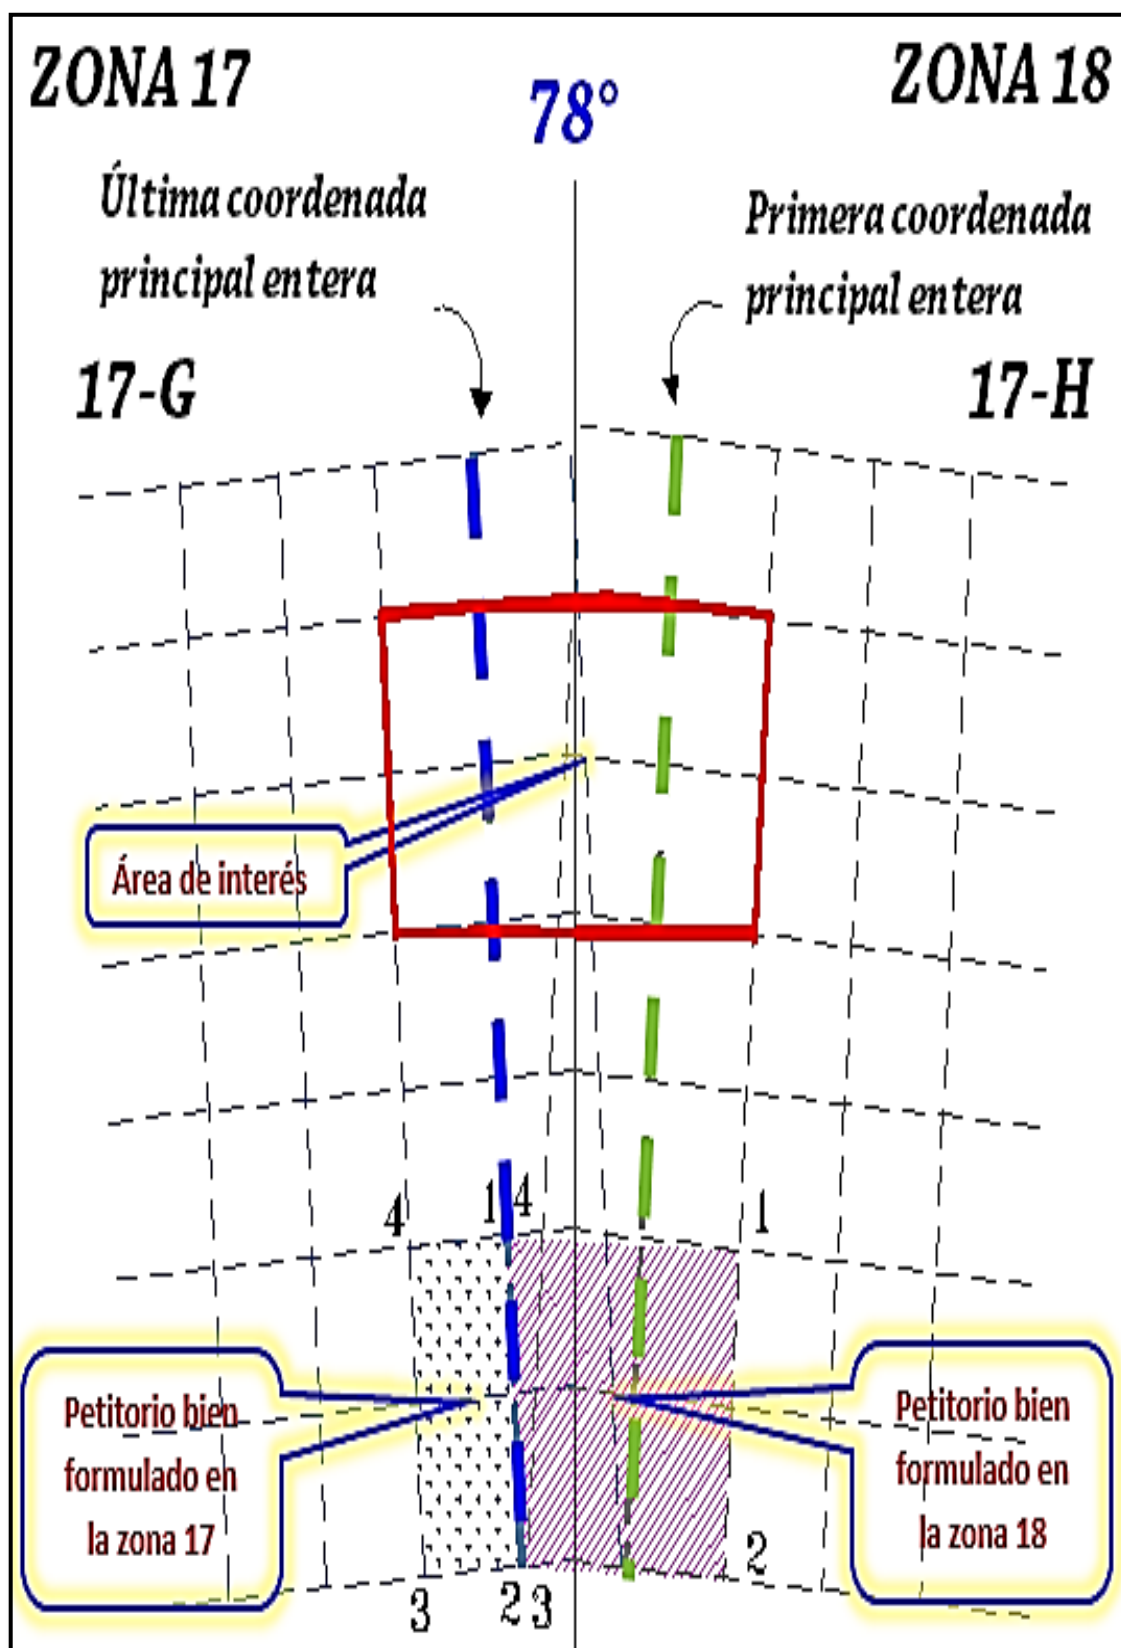 ZONA 17
ZONA 18
78°
Última coordenada
principal entera
Primera coordenada
principal entera
17-G
17-H
Área de interés
4
1
4
1
Petitorio bien
formulado en
la zona 17
Petitorio bien
formulado en
la zona 18
3
2
3
2